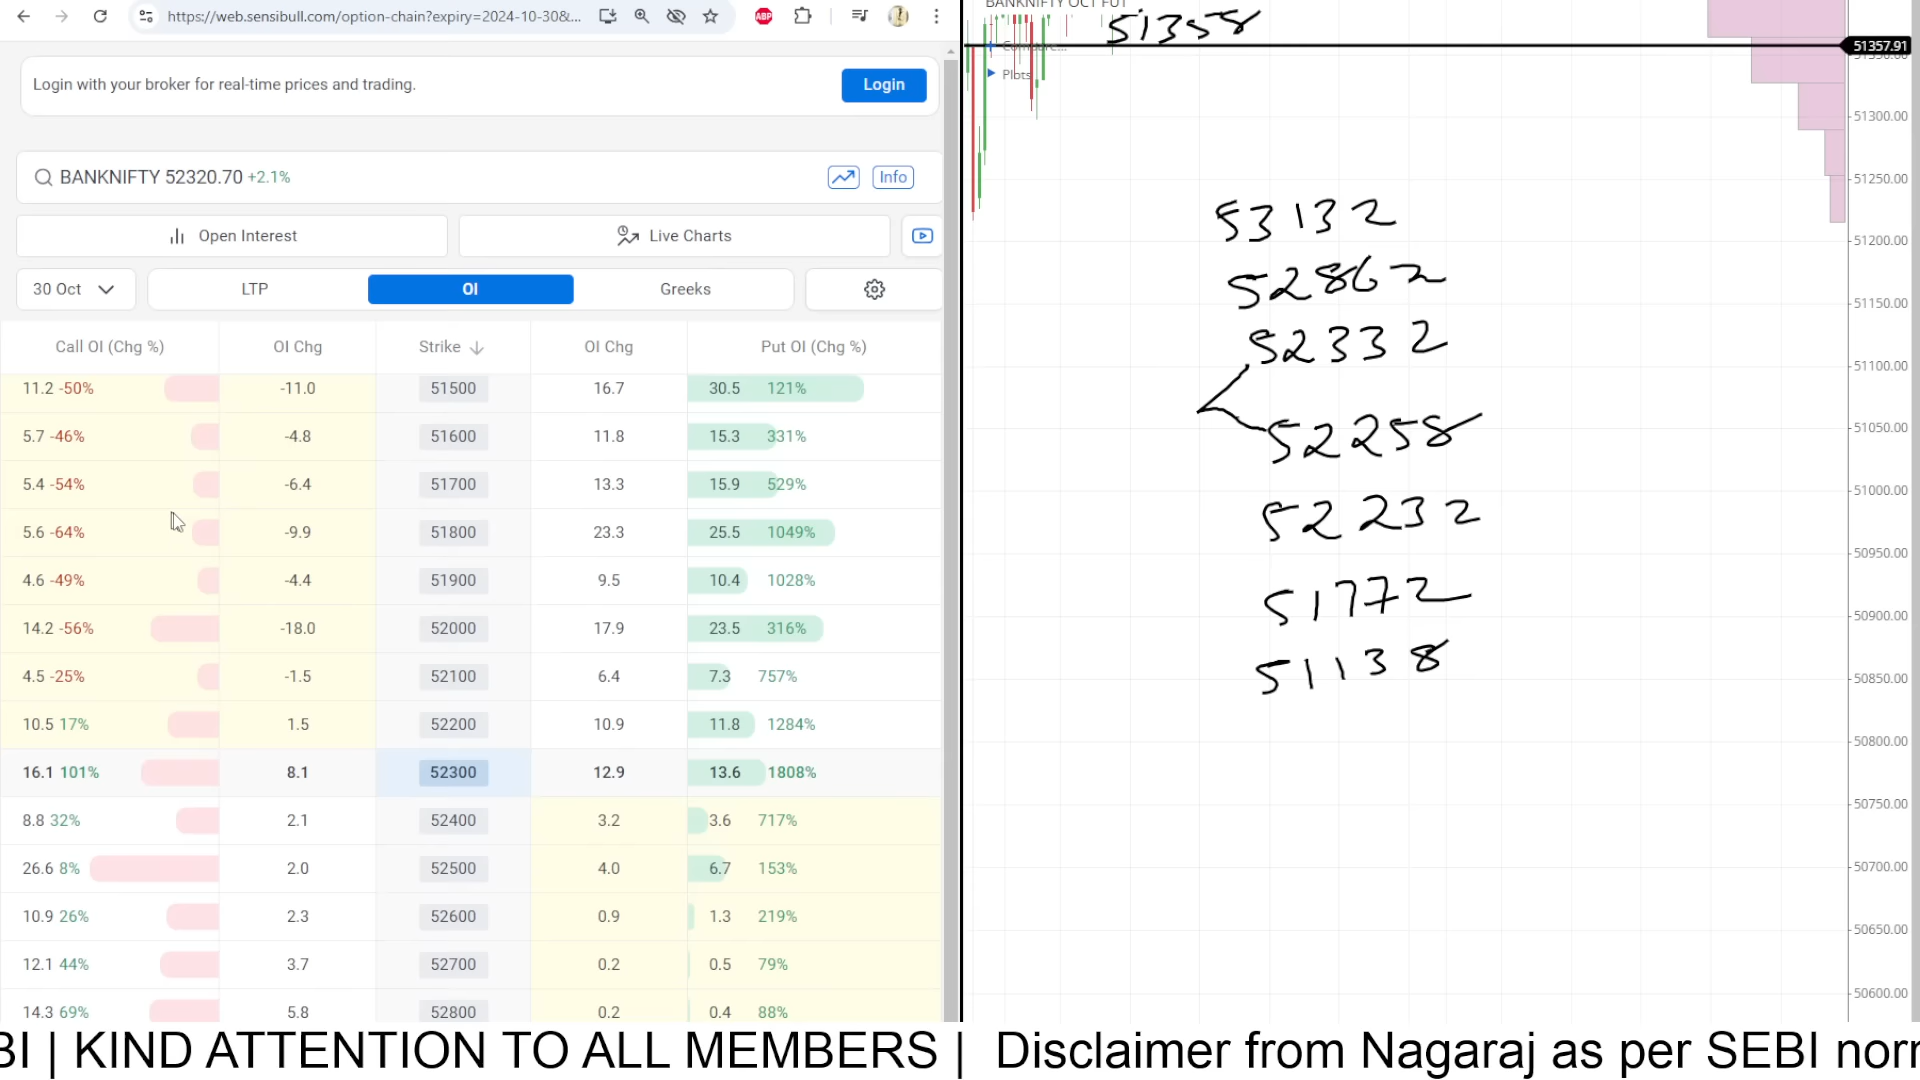 https://web.sensibull.com/option-chain?expiry=2024-10-30&...
ABP
Login with your broker for real-time prices and trading.
Login
BANKNIFTY 52320.70 +2.1%
Info
Open Interest
Live Charts
30 Oct
LTP
OI
Greeks
Call OI (Chg %) OI Chg Strike OI Chg Put OI (Chg %)
11.2 -50% -11.0 51500 16.7 30.5 121%
5.7 -46% -4.8 51600 11.8 15.3 331%
5.4 -54% -6.4 51700 13.3 15.9 529%
5.6 -64% -9.9 51800 23.3 25.5 1049%
4.6 -49% -4.4 51900 9.5 10.4 1028%
14.2 -56% -18.0 52000 17.9 23.5 316%
4.5 -25% -1.5 52100 6.4 7.3 757%
10.5 17% 1.5 52200 10.9 11.8 1284%
16.1 101% 8.1 52300 12.9 13.6 1808%
8.8 32% 2.1 52400 3.2 3.6 717%
26.6 8% 2.0 52500 4.0 6.7 153%
10.9 26% 2.3 52600 0.9 1.3 219%
12.1 44% 3.7 52700 0.2 0.5 79%
14.3 69% 5.8 52800 0.2 0.4 88%
BANKNIFTY OCT FUT
51358
Compare...
Plots
53132
52862
52332
52258
52232
51772
51138
51357.91
51300.00
51250.00
51200.00
51150.00
51100.00
51050.00
51000.00
50950.00
50900.00
50850.00
50800.00
50750.00
50700.00
50650.00
50600.00
BI | KIND ATTENTION TO ALL MEMBERS | Disclaimer from Nagaraj as per SEBI norr